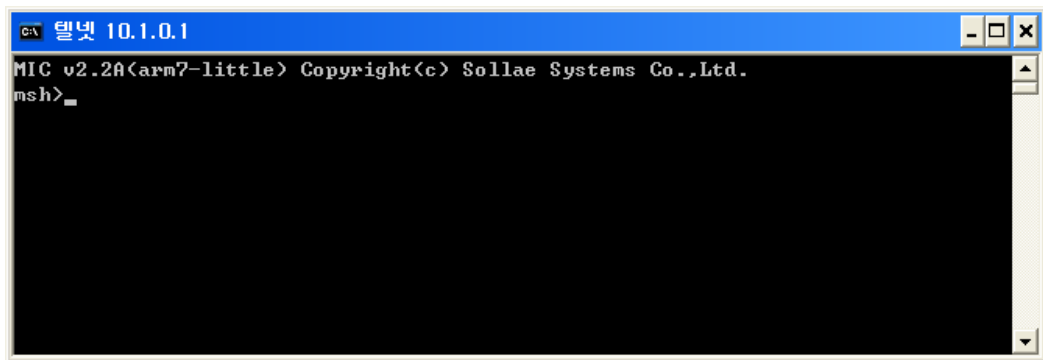 텔넷 10.1.0.1
MIC v2.2A(arm7-little) Copyright(c) Sollae Systems Co.,Ltd.
msh>_